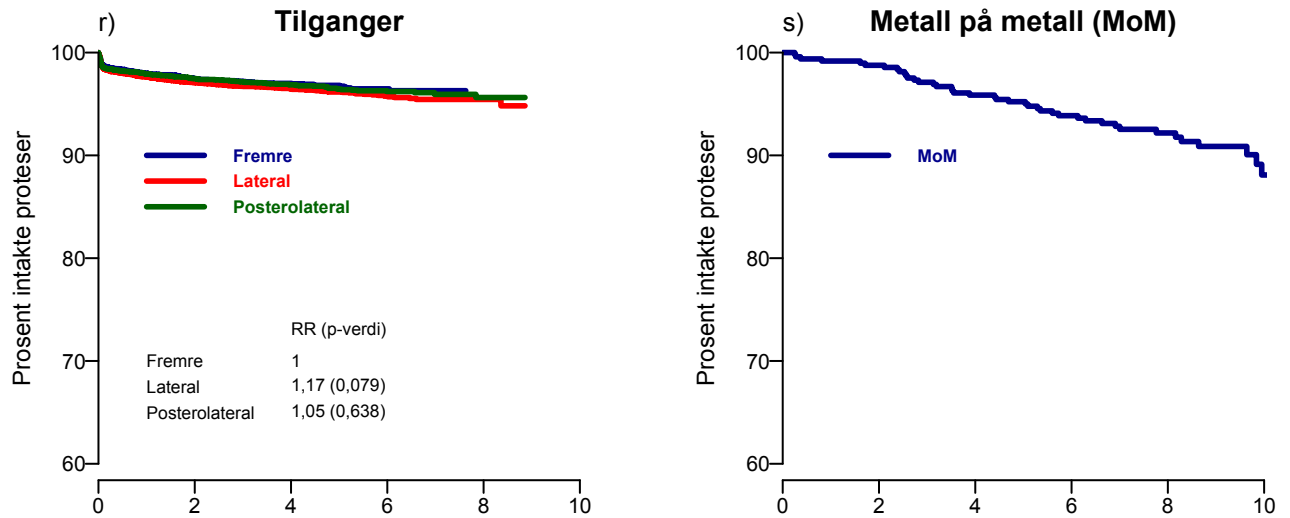 r)
Tilganger
Prosent intakte proteser
100
90
80
70
60
Fremre
Lateral
Posterolateral
RR (p-verdi)
Fremre 1
Lateral 1,17 (0,079)
Posterolateral 1,05 (0,638)
0 2 4 6 8 10
s)
Metall på metall (MoM)
Prosent intakte proteser
100
90
80
70
60
MoM
0 2 4 6 8 10